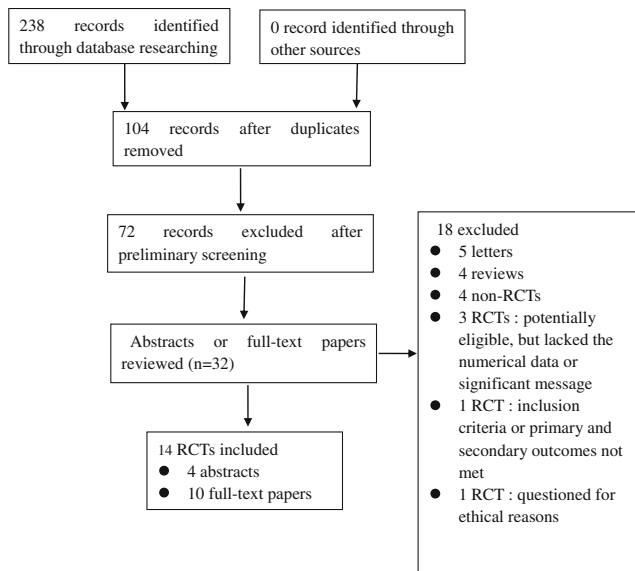 238 records identified
through database researching
0 record identified through
other sources
104 records after duplicates
removed
72 records excluded after
preliminary screening
Abstracts or full-text papers
reviewed (n=32)
14 RCTs included
● 4 abstracts
● 10 full-text papers
18 excluded
● 5 letters
● 4 reviews
● 4 non-RCTs
● 3 RCTs : potentially
eligible, but lacked the
numerical data or
significant message
● 1 RCT : inclusion
criteria or primary and
secondary outcomes not
met
● 1 RCT : questioned for
ethical reasons